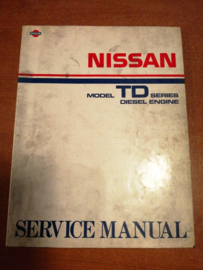 NISSAN
MODEL TD SERIES
DIESEL ENGINE
SERVICE MANUAL